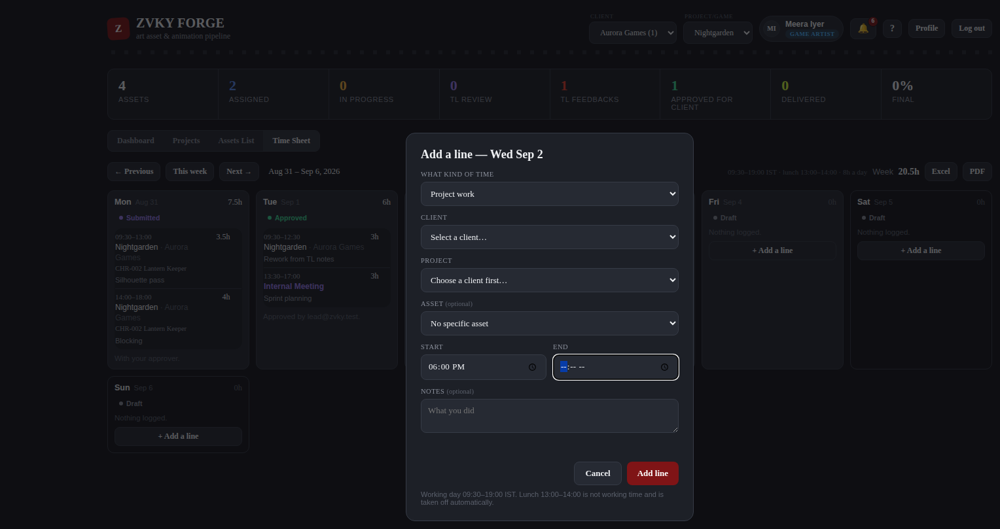 Z
ZVKY FORGE
art asset & animation pipeline
CLIENT
Aurora Games (1)
PROJECT/GAME
Nightgarden
MI
Meera Iyer
GAME ARTIST
6
?
Profile
Log out
4
ASSETS
2
ASSIGNED
0
IN PROGRESS
0
TL REVIEW
1
TL FEEDBACKS
1
APPROVED FOR
CLIENT
0
DELIVERED
0%
FINAL
Dashboard
Projects
Assets List
Time Sheet
← Previous
This week
Next →
Aug 31 – Sep 6, 2026
09:30–19:00 IST · lunch 13:00–14:00 · 8h a day
Week 20.5h
Excel
PDF
Mon Aug 31 7.5h
Submitted
09:30–13:00 3.5h
Nightgarden · Aurora
Games
CHR-002 Lantern Keeper
Silhouette pass
14:00–18:00 4h
Nightgarden · Aurora
Games
CHR-002 Lantern Keeper
Blocking
With your approver.
Tue Sep 1 6h
Approved
09:30–12:30 3h
Nightgarden · Aurora Games
Rework from TL notes
13:30–17:00 3h
Internal Meeting
Sprint planning
Approved by lead@zvky.test.
Fri Sep 4 0h
Draft
Nothing logged.
+ Add a line
Sat Sep 5 0h
Draft
Nothing logged.
+ Add a line
Sun Sep 6 0h
Draft
Nothing logged.
+ Add a line
Add a line — Wed Sep 2
WHAT KIND OF TIME
Project work
CLIENT
Select a client…
PROJECT
Choose a client first…
ASSET (optional)
No specific asset
START
06:00 PM
END
--:-- --
NOTES (optional)
What you did
Cancel
Add line
Working day 09:30–19:00 IST. Lunch 13:00–14:00 is not working time and is
taken off automatically.